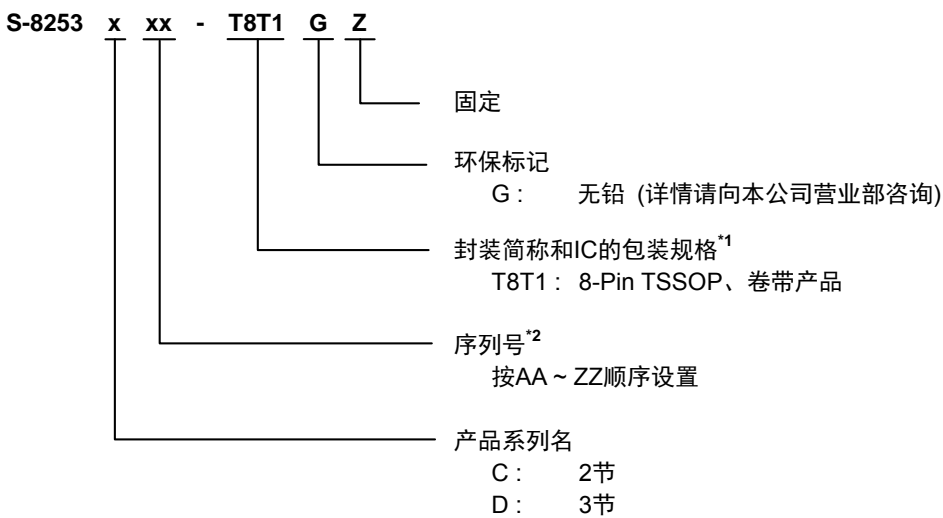 S-8253 x xx - T8T1 G Z
固定
环保标记
G : 无铅 (详情请向本公司营业部咨询)
封装简称和IC的包装规格*1
T8T1 : 8-Pin TSSOP、卷带产品
序列号*2
按AA ~ ZZ顺序设置
产品系列名
C : 2节
D : 3节